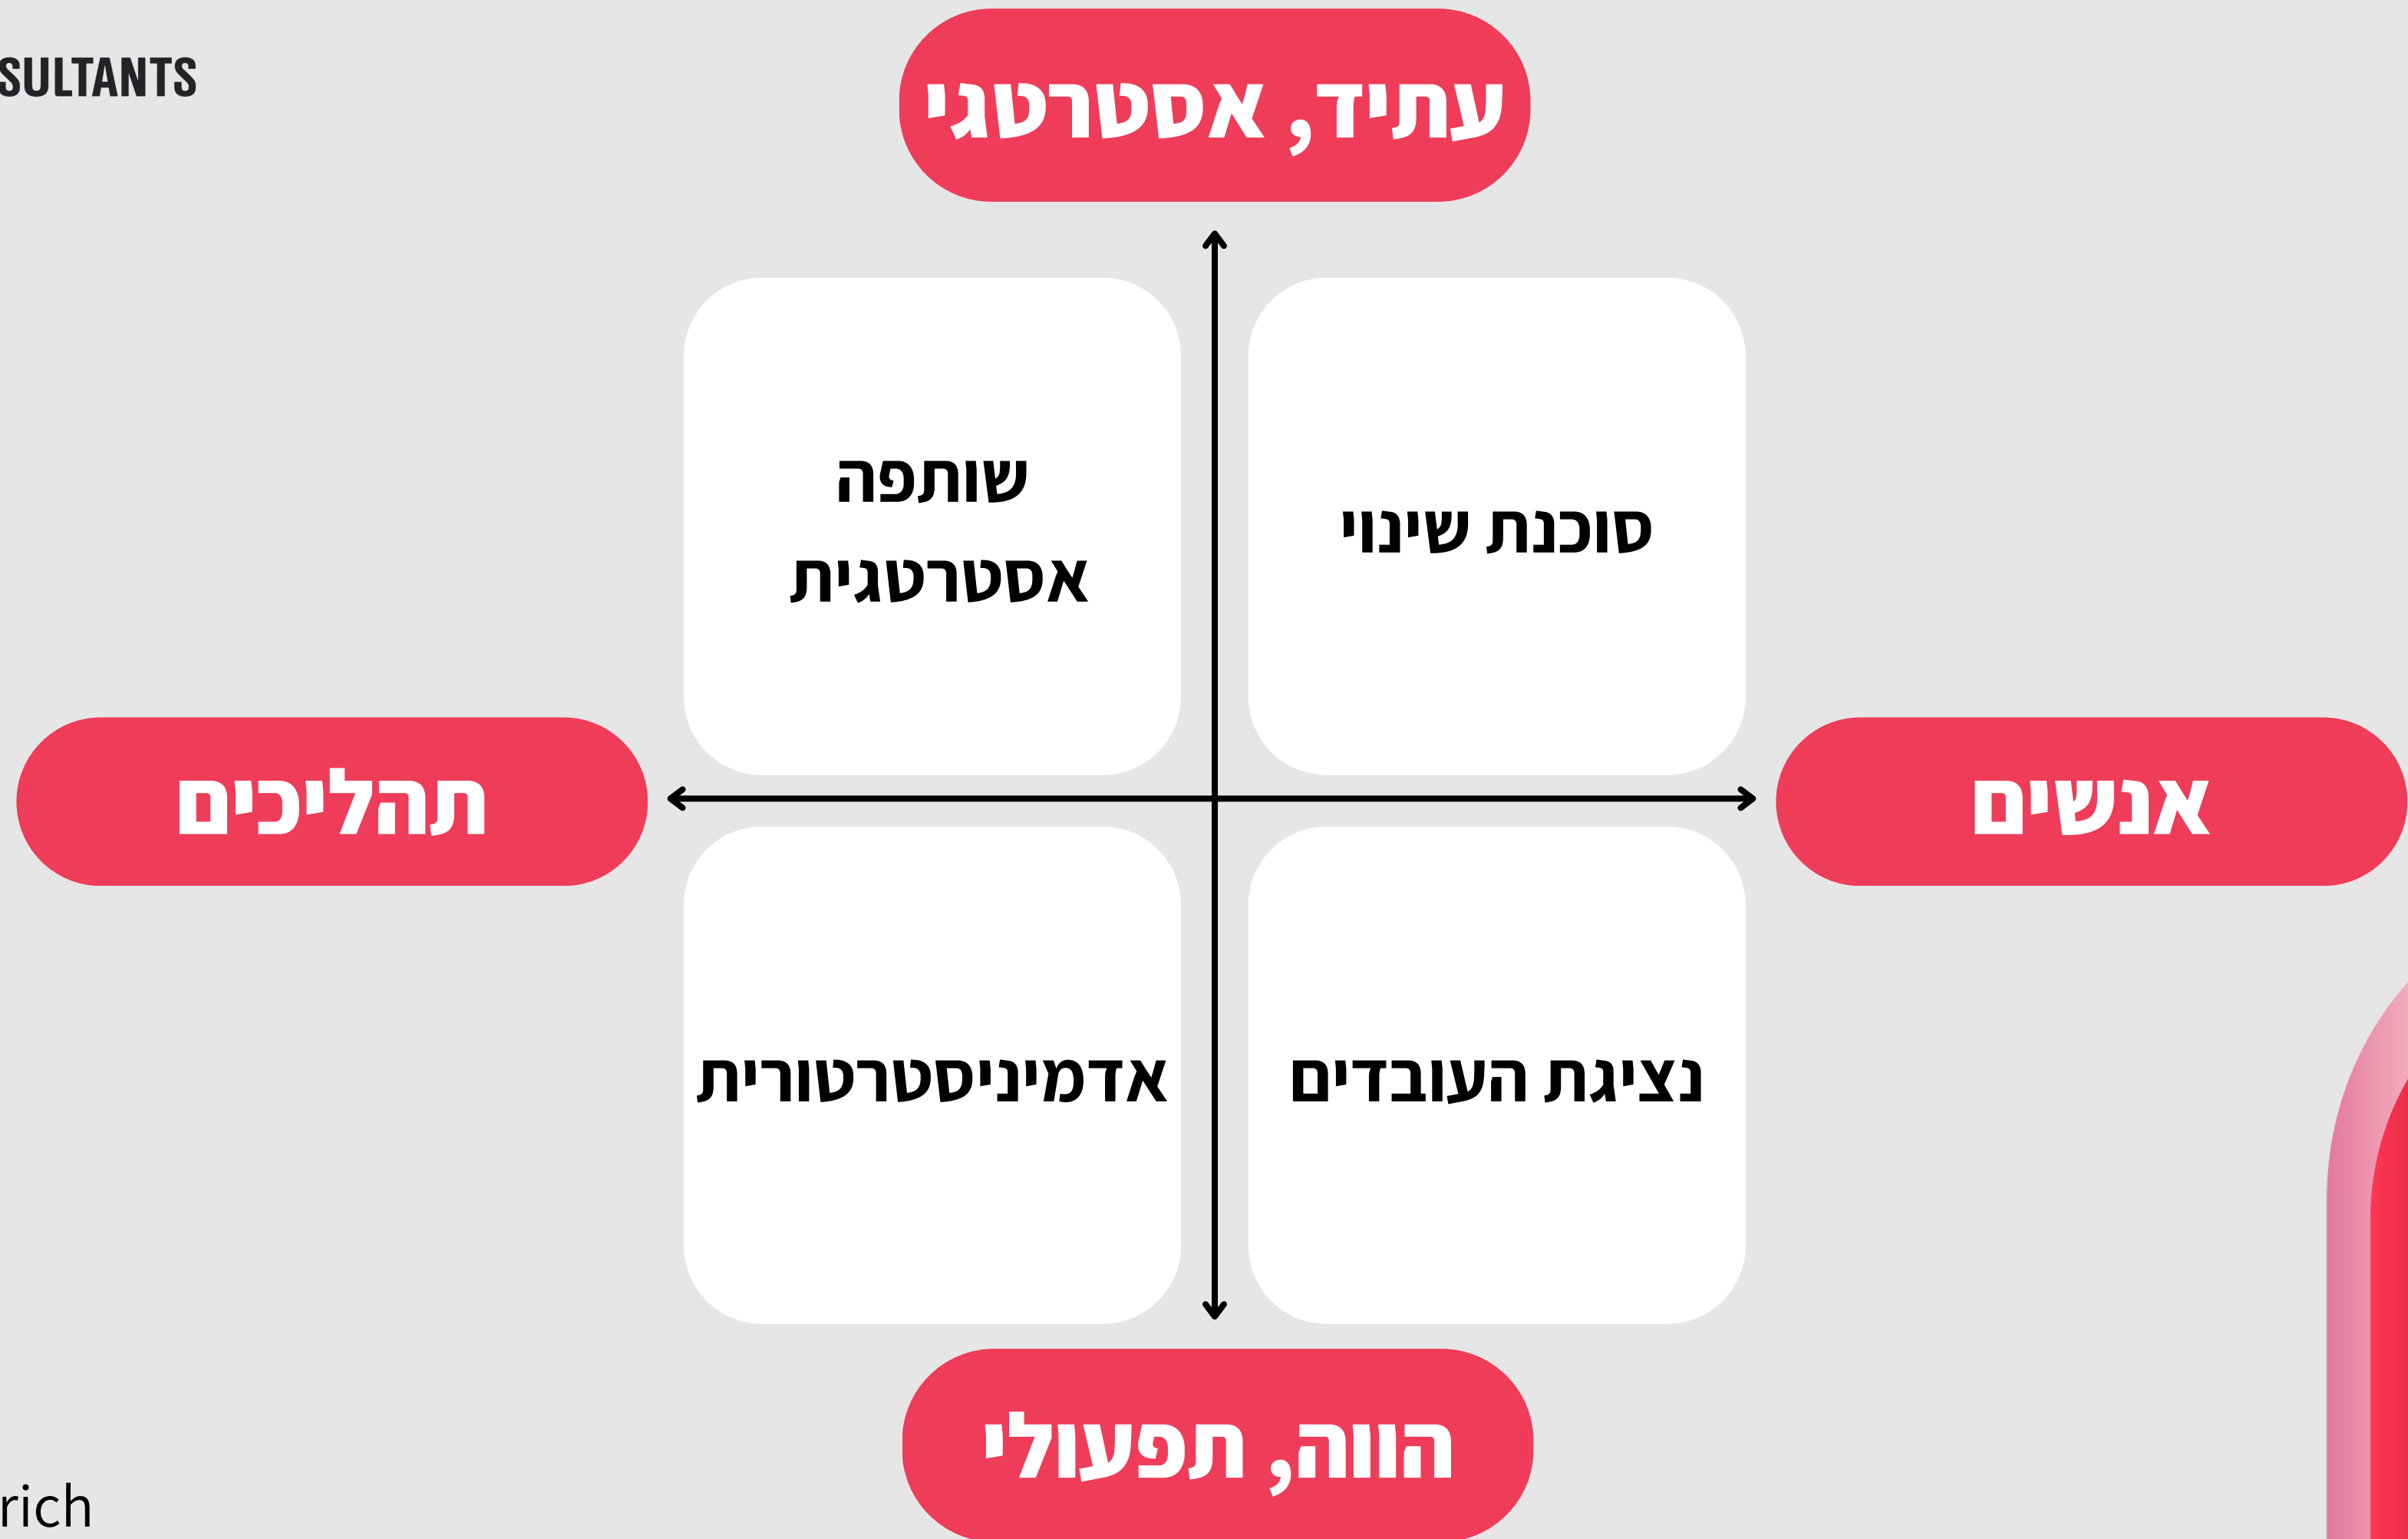 SULTANTS
עתיד, אסטרטגי
סוכנת שינוי
שותפה
אסטרטגית
אנשים
תהליכים
נציגת העובדים
אדמיניסטרטורית
הווה, תפעולי
rich